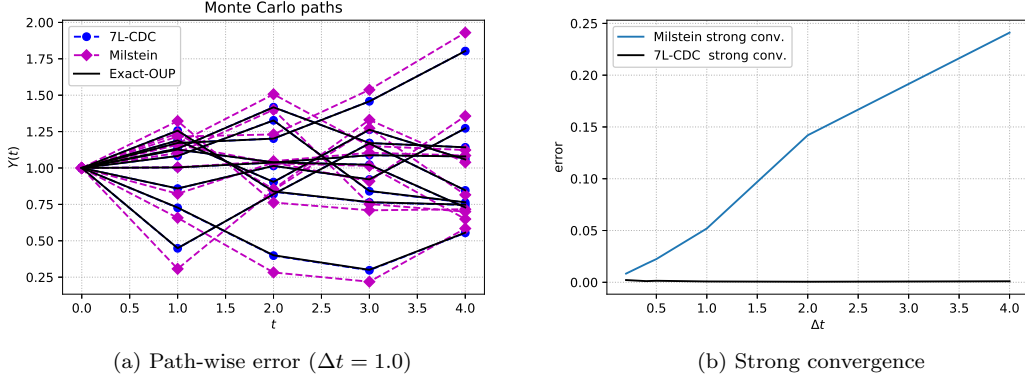 Monte Carlo paths
2.00
1.75
1.50
1.25
1.00
0.75
0.50
0.25
Y(t)
7L-CDC
Milstein
Exact-OUP
0.0 0.5 1.0 1.5 2.0 2.5 3.0 3.5 4.0
t
(a) Path-wise error (Δt = 1.0)
0.25
0.20
0.15
0.10
0.05
0.00
error
Milstein strong conv.
7L-CDC strong conv.
0.5 1.0 1.5 2.0 2.5 3.0 3.5 4.0
Δt
(b) Strong convergence